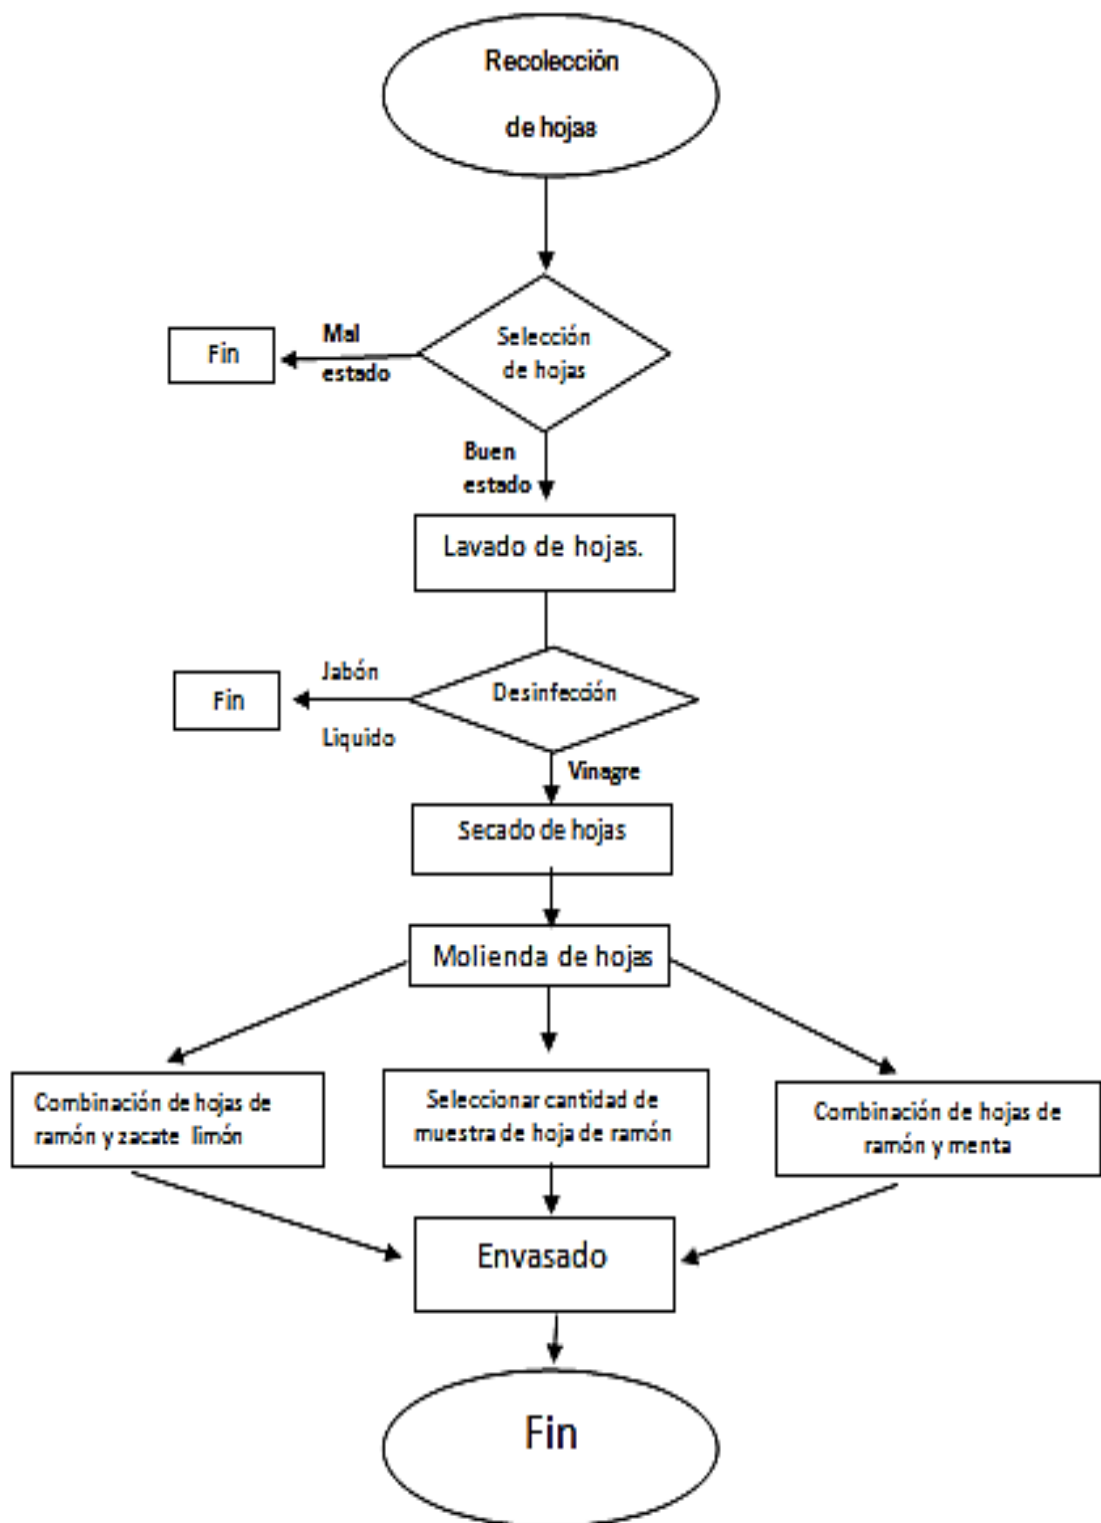 Recolección
de hojas
Selección
de hojas
Mal
estado
Fin
Buen
estado
Lavado de hojas.
Desinfección
Jabón
Liquido
Fin
Vinagre
Secado de hojas
Molienda de hojas
Combinación de hojas de
ramón y zacate limón
Seleccionar cantidad de
muestra de hoja de ramón
Combinación de hojas de
ramón y menta
Envasado
Fin